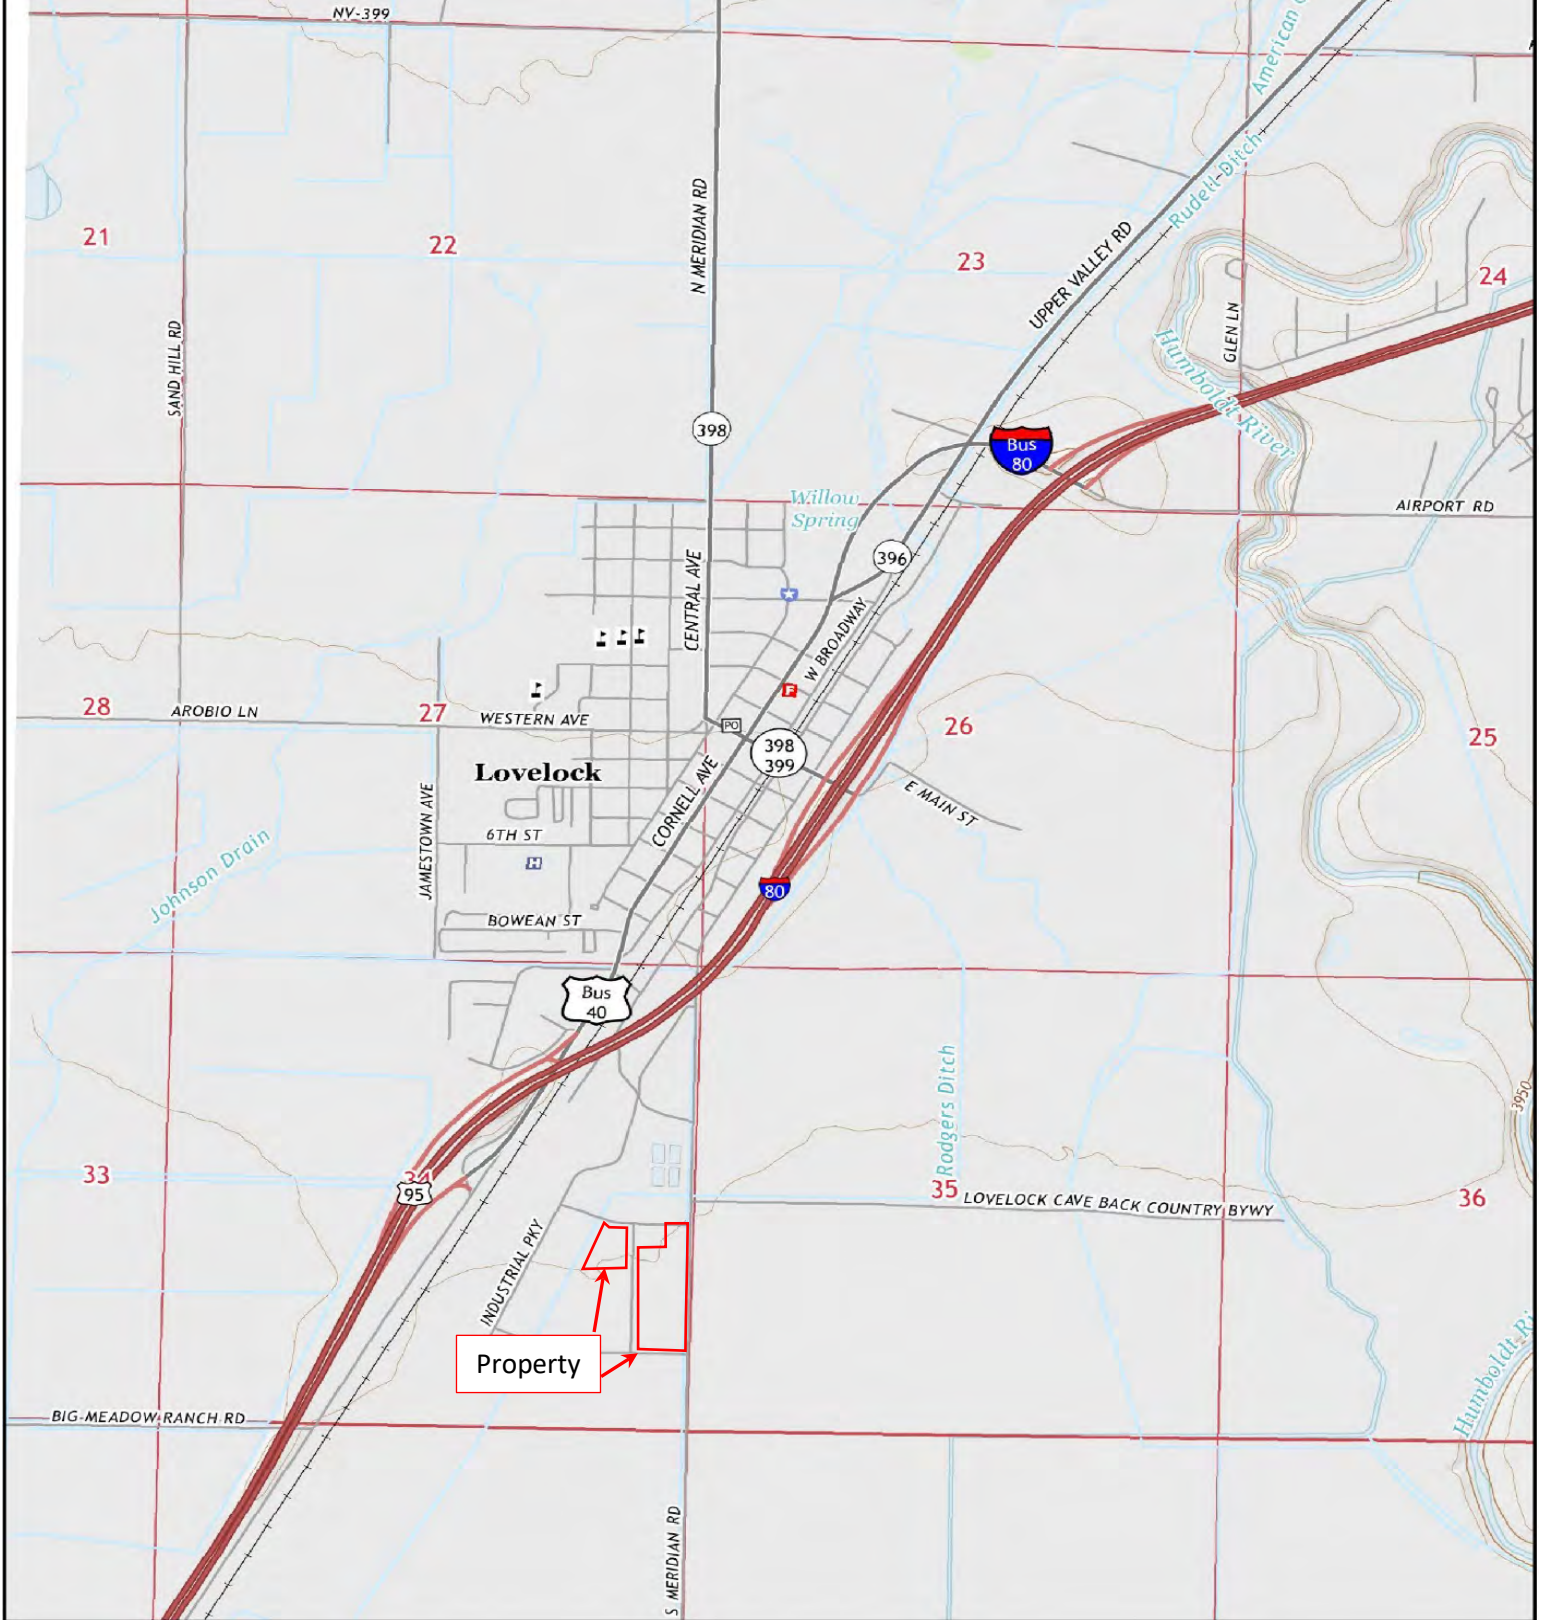 NV-399
American
Rudell Ditch
N MERIDIAN RD
21
22
23
24
UPPER VALLEY RD
SAND HILL RD
GLEN LN
Humboldt River
398
Bus
80
Willow
Spring
AIRPORT RD
396
CENTRAL AVE
W BROADWAY
F
28
AROBIO LN
27
WESTERN AVE
PO
26
25
398
399
Lovelock
CORNELL AVE
E MAIN ST
JAMESTOWN AVE
6TH ST
Johnson Drain
H
80
BOWEAN ST
Bus
40
Rodgers Ditch
3950
33
34
95
35
LOVELOCK CAVE BACK COUNTRY BYWY
36
INDUSTRIAL PKY
Property
Humboldt Ri
BIG MEADOW RANCH RD
S MERIDIAN RD